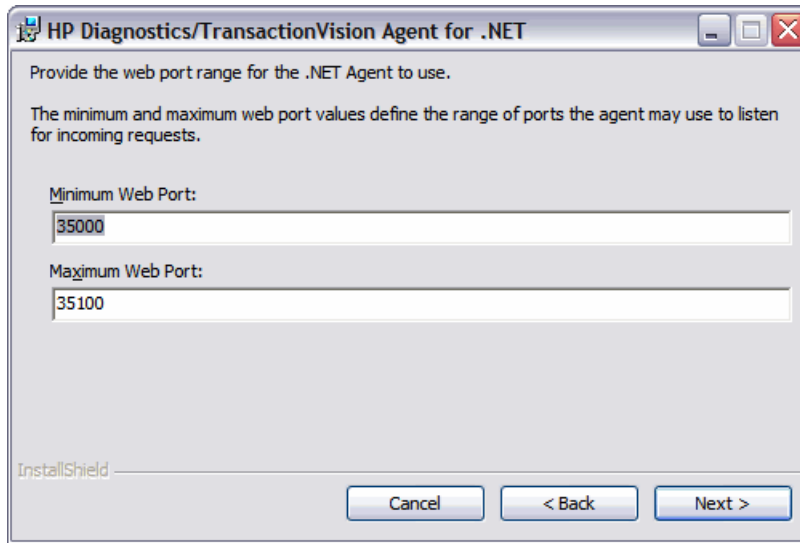 HP Diagnostics/TransactionVision Agent for .NET
Provide the web port range for the .NET Agent to use.
The minimum and maximum web port values define the range of ports the agent may use to listen
for incoming requests.
Minimum Web Port:
35000
Maximum Web Port:
35100
InstallShield
Cancel
< Back
Next >